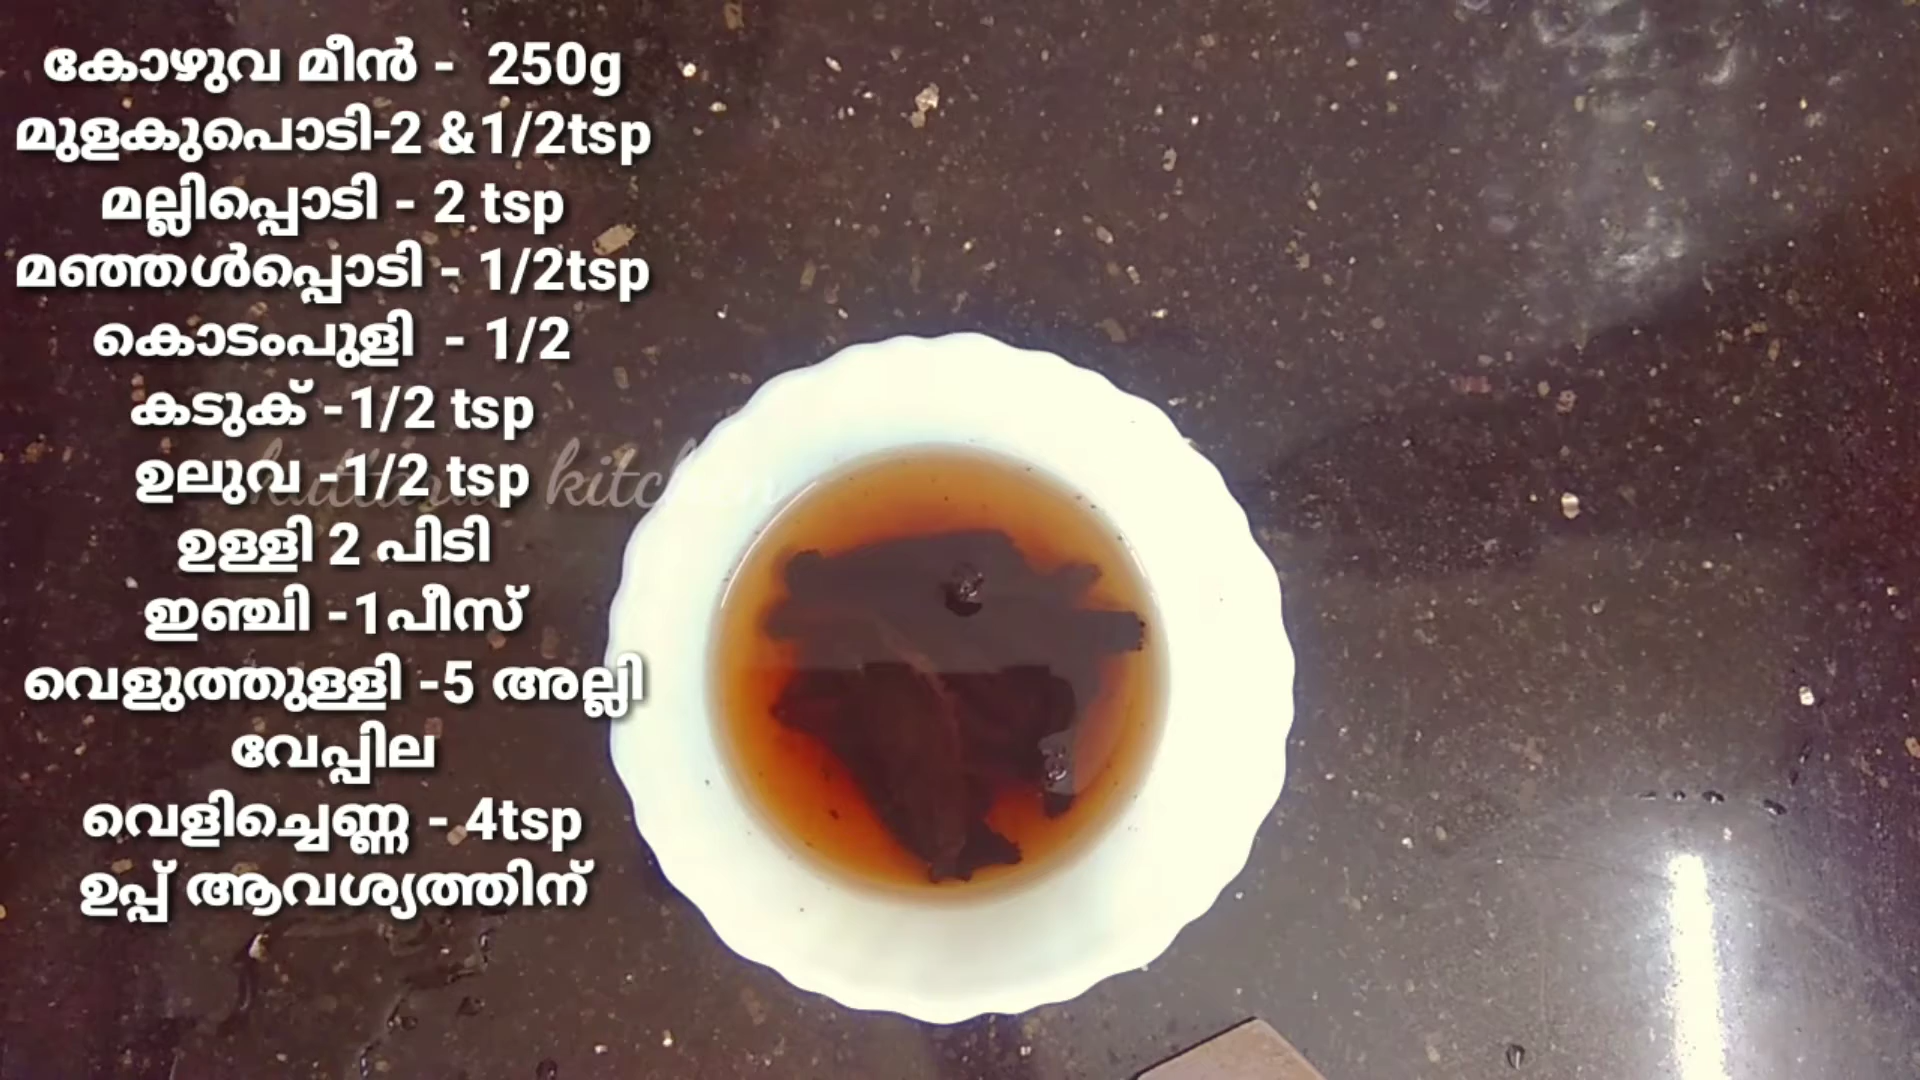 കോഴുവ മീൻ - 250g
മുളകുപൊടി-2 &1/2tsp
മല്ലിപ്പൊടി - 2 tsp
മഞ്ഞൾപ്പൊടി - 1/2tsp
കൊടംപുളി - 1/2
കടുക് -1/2 tsp
ഉലുവ -1/2 tsp
kitchen
ഉള്ളി 2 പിടി
ഇഞ്ചി -1പീസ്
വെളുത്തുള്ളി -5 അല്ലി
വേപ്പില
വെളിച്ചെണ്ണ - 4tsp
ഉപ്പ് ആവശ്യത്തിന്